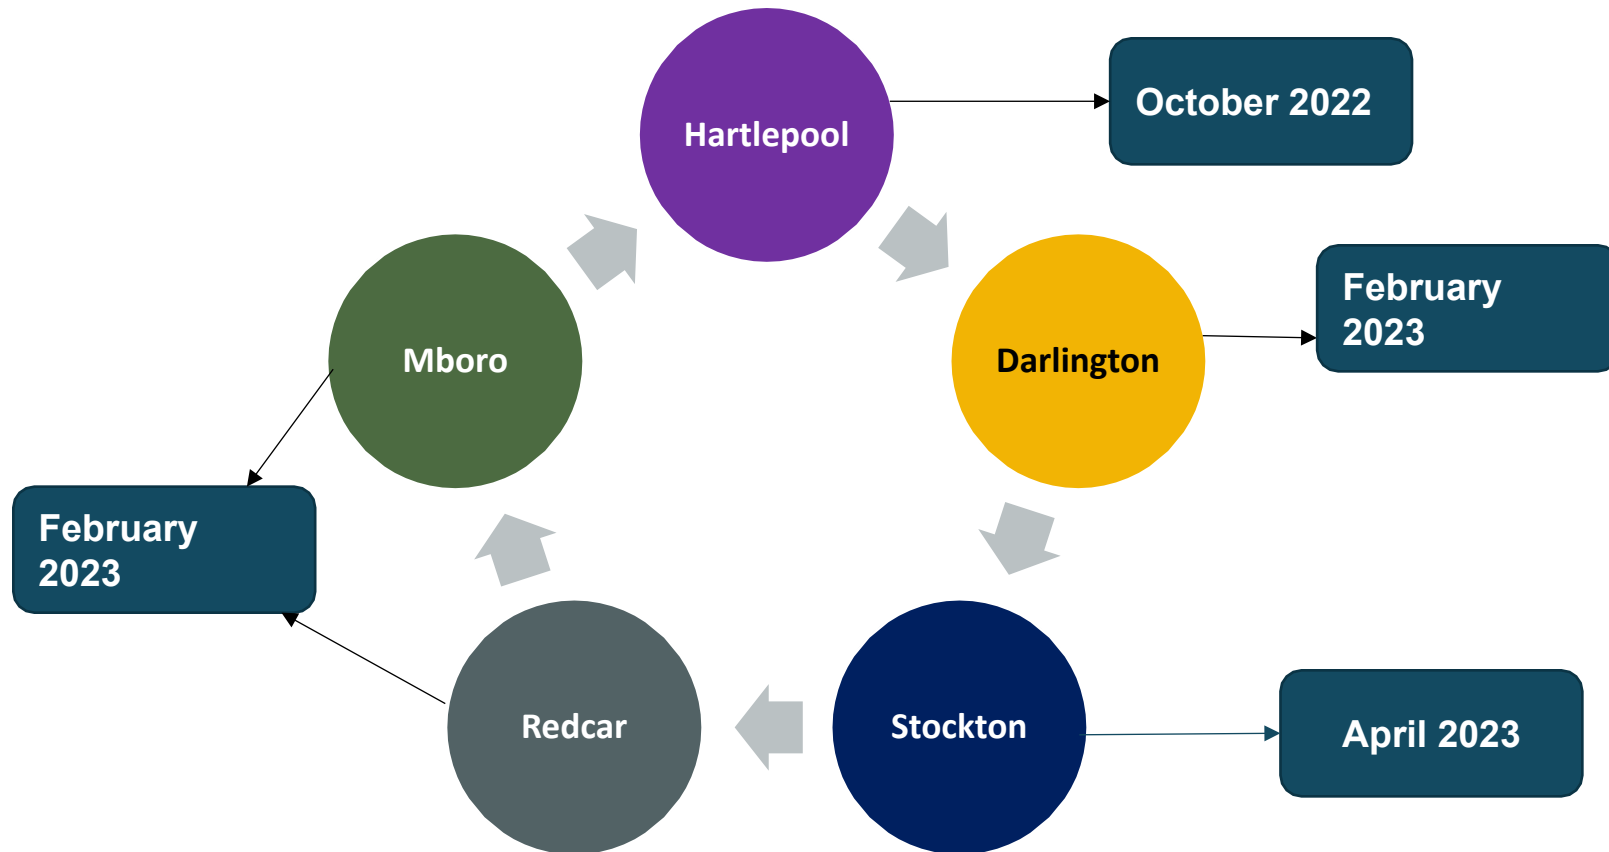 Hartlepool
October 2022
Mboro
Darlington
February
2023
February
2023
Redcar
Stockton
April 2023